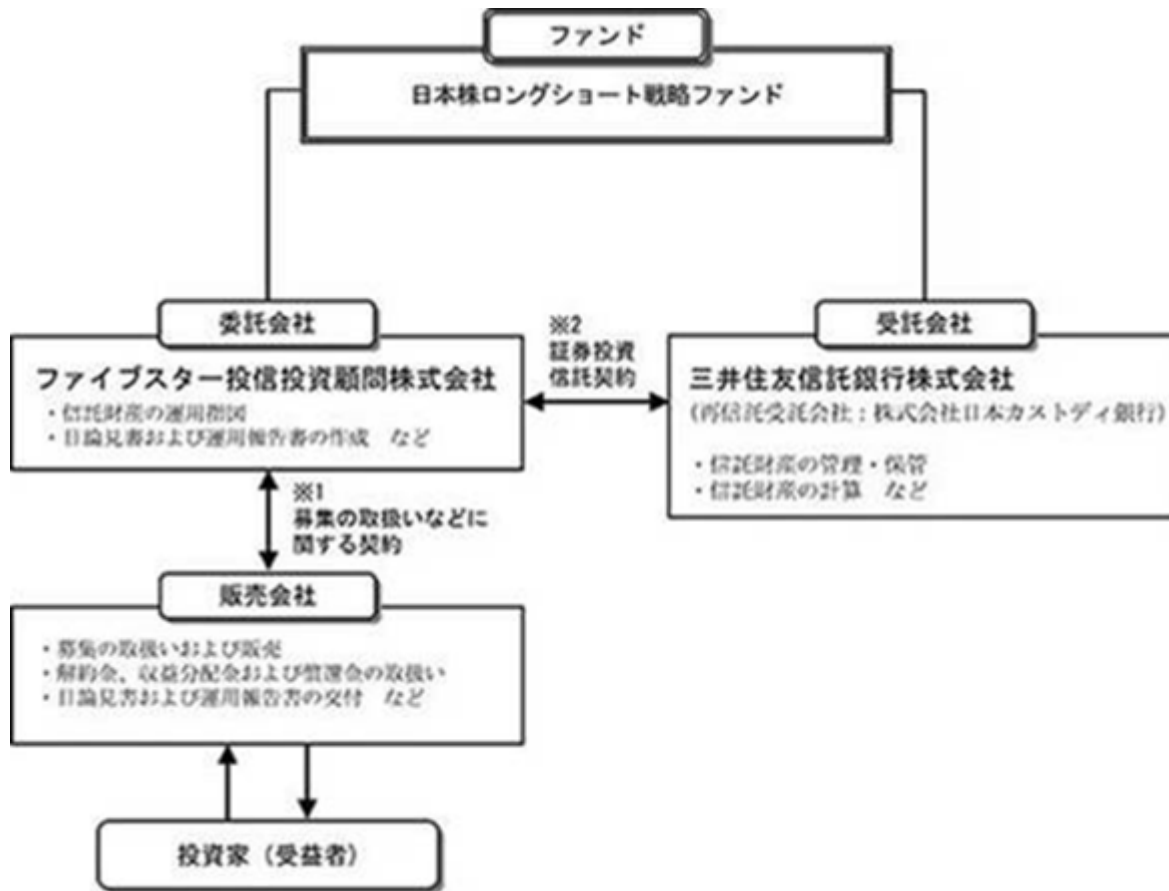 ファンド
日本株ロングショート戦略ファンド
委託会社
ファイブスター投信投資顧問株式会社
・信託財産の運用指図
・目論見書および運用報告書の作成　など
※2
証券投資
信託契約
受託会社
三井住友信託銀行株式会社
(再信託受託会社：株式会社日本カストディ銀行)
・信託財産の管理・保管
・信託財産の計算　など
※1
募集の取扱いなどに
関する契約
販売会社
・募集の取扱いおよび販売
・解約金、収益分配金および償還金の取扱い
・目論見書および運用報告書の交付　など
投資家（受益者）